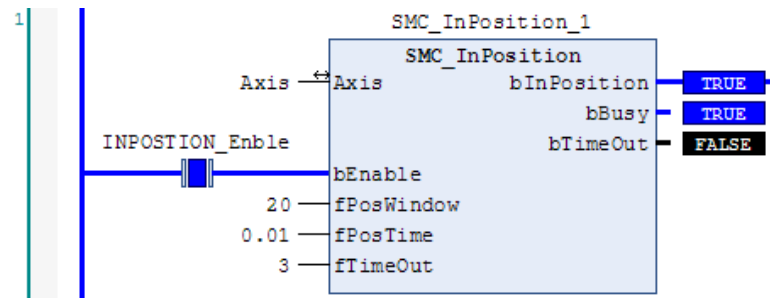 1
SMC_InPosition_1
SMC_InPosition
Axis Axis bInPosition TRUE
bBusy TRUE
INPOSTION_Enble bTimeOut FALSE
bEnable
20 fPosWindow
0.01 fPosTime
3 fTimeOut